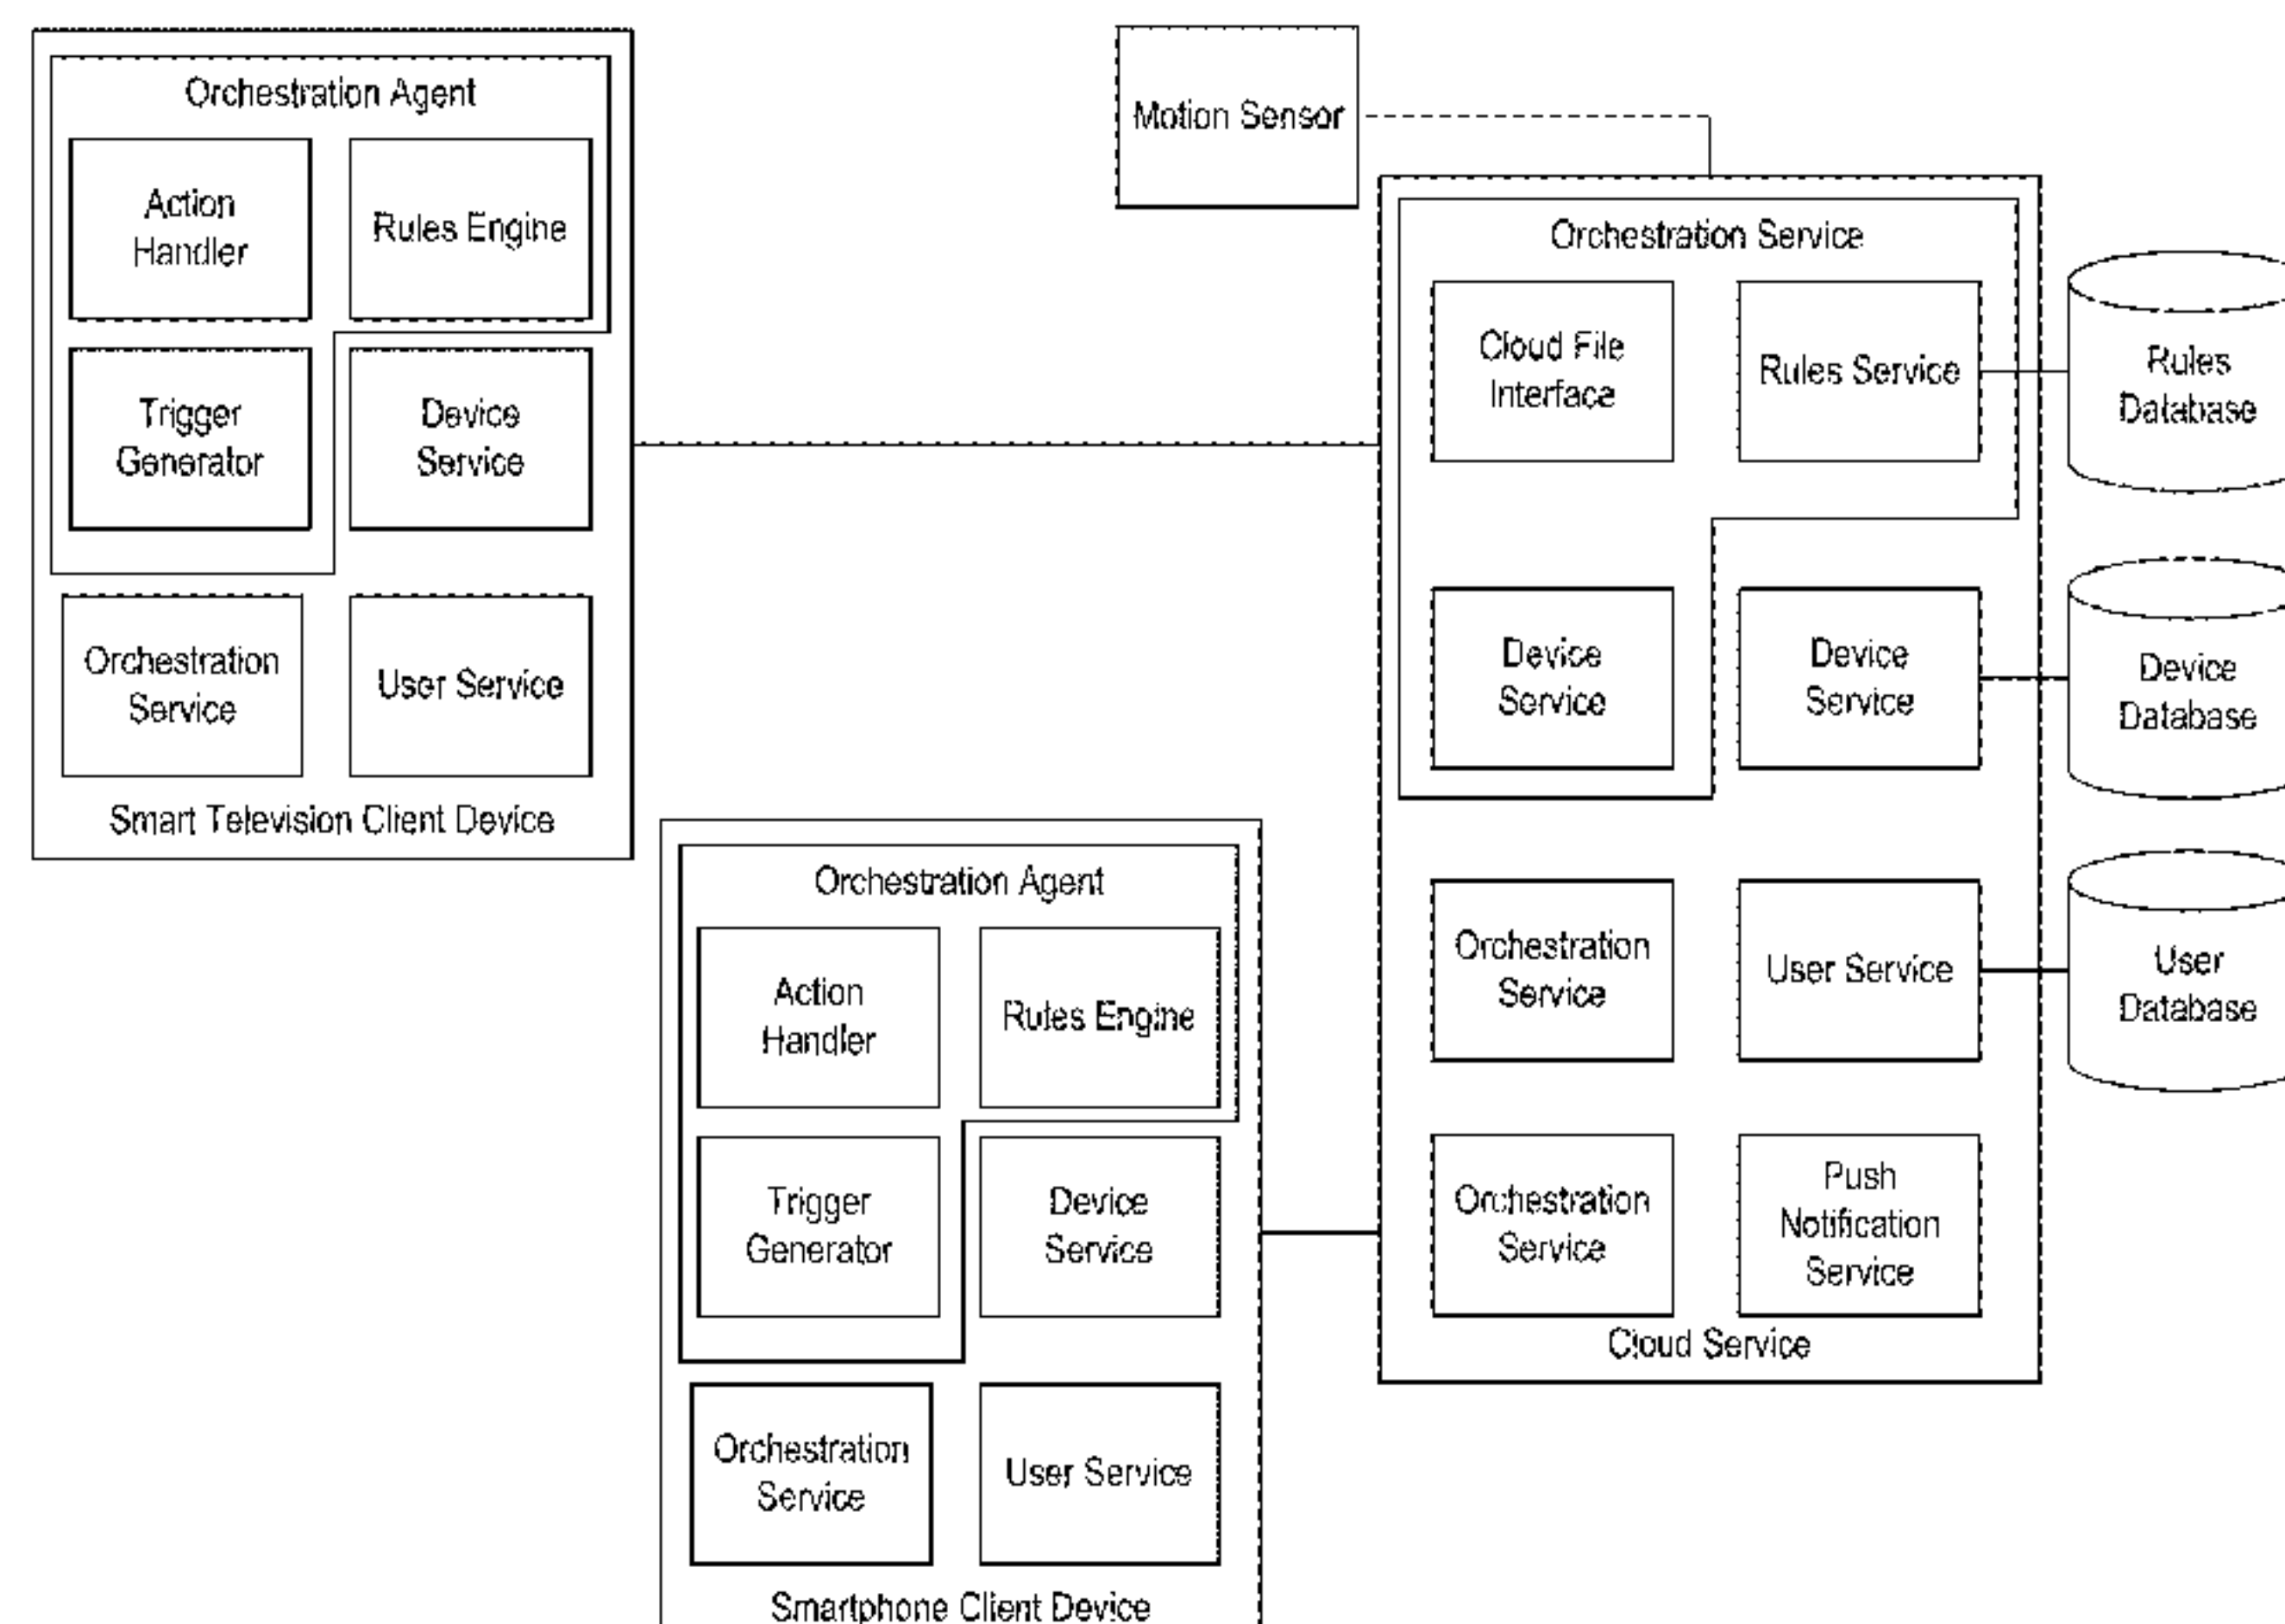 Orchestration Agent
Action
Handler
Rules Engine
Trigger
Generator
Device
Service
Orchestration
Service
User Service
Smart Television Client Device
Motion Sensor
Orchestration Service
Cloud File
Interface
Rules Service
Rules
Database
Device
Service
Device
Service
Device
Database
Orchestration
Service
User Service
User
Database
Orchestration
Service
Push
Notification
Service
Cloud Service
Orchestration Agent
Action
Handler
Rules Engine
Trigger
Generator
Device
Service
Orchestration
Service
User Service
Smartphone Client Device